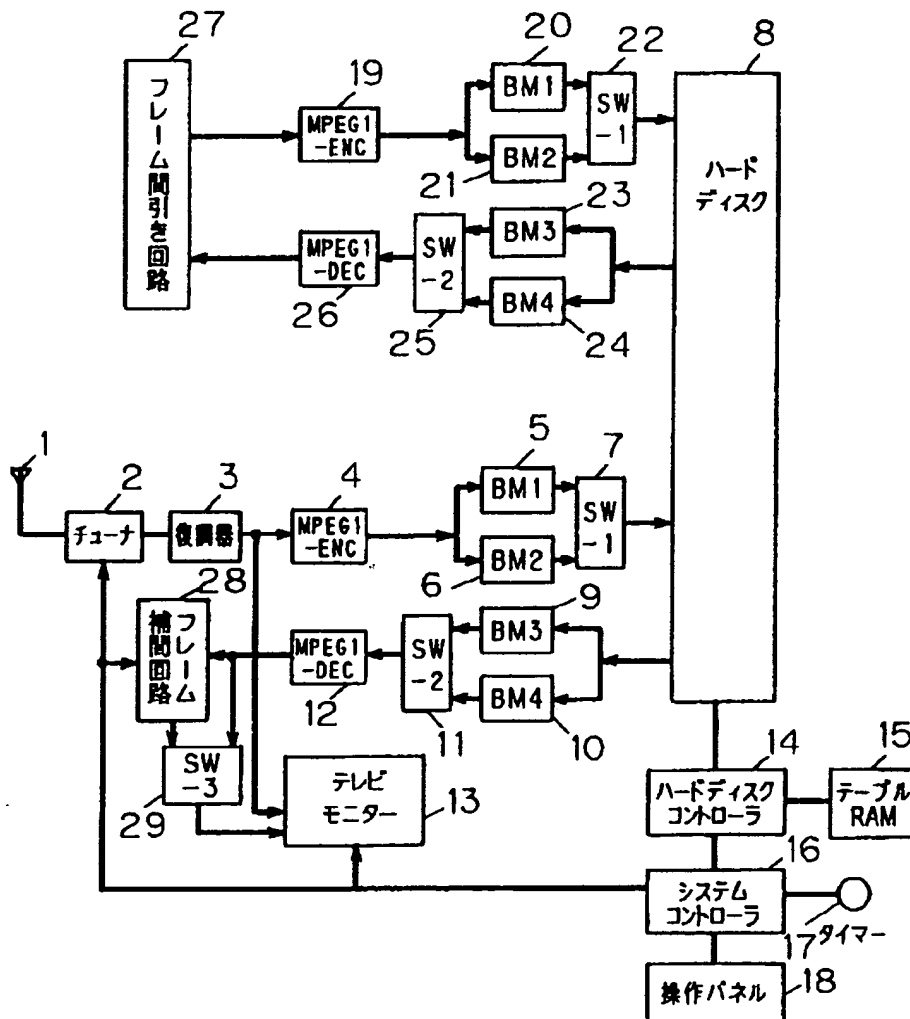 27
フレーム間引き回路
19
MPEG1
-ENC
20
BM1
21
BM2
22
SW
-1
8
ハード
ディスク
23
BM3
24
BM4
SW
-2
25
MPEG1
-DEC
26
1
2
チューナ
3
復調器
4
MPEG1
-ENC
5
BM1
6
BM2
7
SW
-1
28
フレーム
補間回路
MPEG1
-DEC
12
SW
-2
11
9
BM3
BM4
10
SW
-3
29
テレビ
モニター
13
14
ハードディスク
コントローラ
15
テーブル
RAM
16
システム
コントローラ
17
タイマー
操作パネル
18